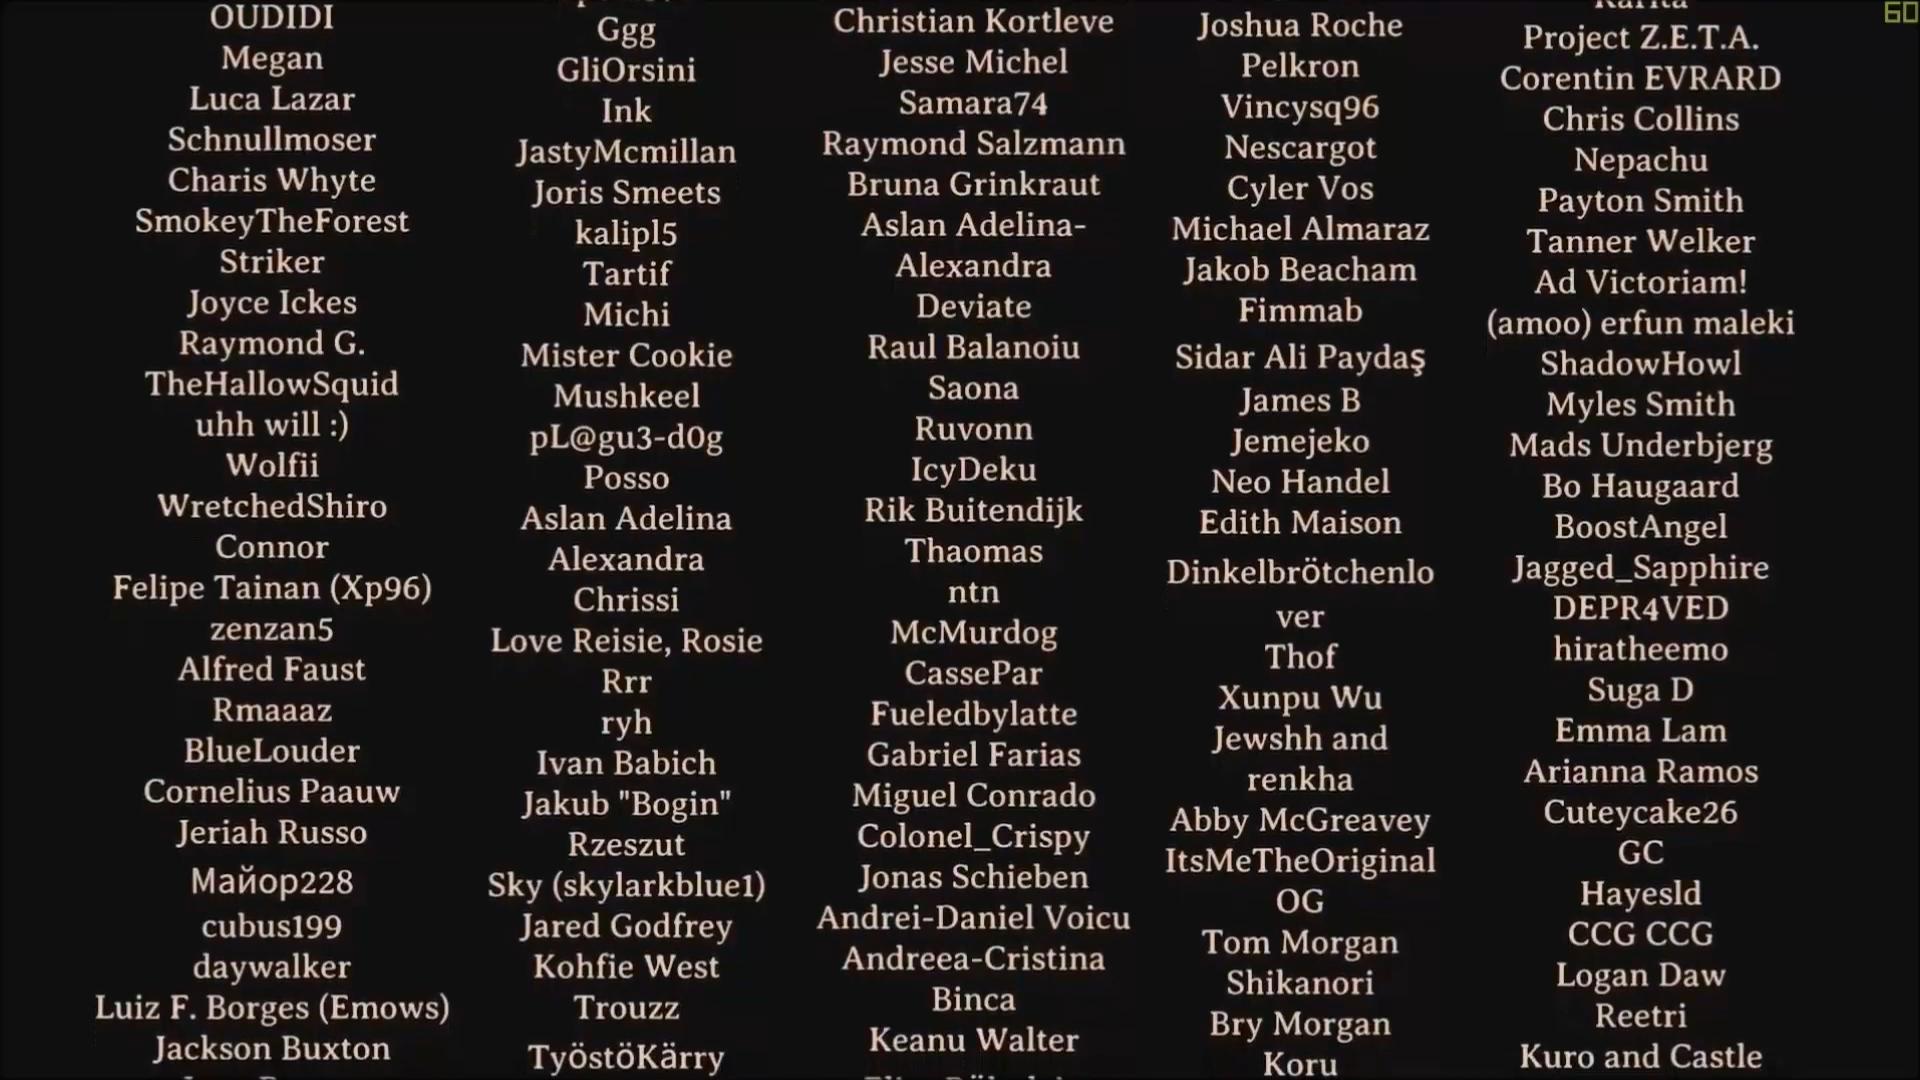 OUDIDI
Megan
Luca Lazar
Schnullmoser
Charis Whyte
SmokeyTheForest
Striker
Joyce Ickes
Raymond G.
TheHallowSquid
uhh will :)
Wolfii
WretchedShiro
Connor
Felipe Tainan (Xp96)
zenzan5
Alfred Faust
Rmaaaz
BlueLouder
Cornelius Paauw
Jeriah Russo
Майор228
cubus199
daywalker
Luiz F. Borges (Emows)
Jackson Buxton
Ggg
GliOrsini
Ink
JastyMcmillan
Joris Smeets
kalipl5
Tartif
Michi
Mister Cookie
Mushkeel
pL@gu3-d0g
Posso
Aslan Adelina
Alexandra
Chrissi
Love Reisie, Rosie
Rrr
ryh
Ivan Babich
Jakub "Bogin"
Rzeszut
Sky (skylarkblue1)
Jared Godfrey
Kohfie West
Trouzz
TyöstöKärry
Christian Kortleve
Jesse Michel
Samara74
Raymond Salzmann
Bruna Grinkraut
Aslan Adelina-
Alexandra
Deviate
Raul Balanoiu
Saona
Ruvonn
IcyDeku
Rik Buitendijk
Thaomas
ntn
McMurdog
CassePar
Fueledbylatte
Gabriel Farias
Miguel Conrado
Colonel_Crispy
Jonas Schieben
Andrei-Daniel Voicu
Andreea-Cristina
Binca
Keanu Walter
Joshua Roche
Pelkron
Vincysq96
Nescargot
Cyler Vos
Michael Almaraz
Jakob Beacham
Fimmab
Sidar Ali Paydaş
James B
Jemejeko
Neo Handel
Edith Maison
Dinkelbrötchenlo
ver
Thof
Xunpu Wu
Jewshh and
renkha
Abby McGreavey
ItsMeTheOriginal
OG
Tom Morgan
Shikanori
Bry Morgan
Koru
60
Project Z.E.T.A.
Corentin EVRARD
Chris Collins
Nepachu
Payton Smith
Tanner Welker
Ad Victoriam!
(amoo) erfun maleki
ShadowHowl
Myles Smith
Mads Underbjerg
Bo Haugaard
BoostAngel
Jagged_Sapphire
DEPR4VED
hiratheemo
Suga D
Emma Lam
Arianna Ramos
Cuteycake26
GC
Hayesld
CCG CCG
Logan Daw
Reetri
Kuro and Castle